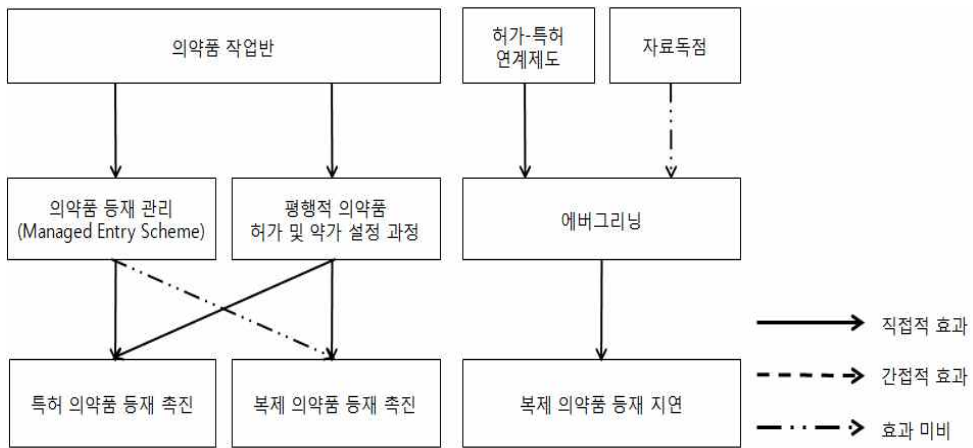 의약품 작업반
허가-특허
연계제도
자료독점
의약품 등재 관리
(Managed Entry Scheme)
평행적 의약품
허가 및 약가 설정 과정
에버그리닝
특허 의약품 등재 촉진
복제 의약품 등재 촉진
복제 의약품 등재 지연
직접적 효과
간접적 효과
효과 미비